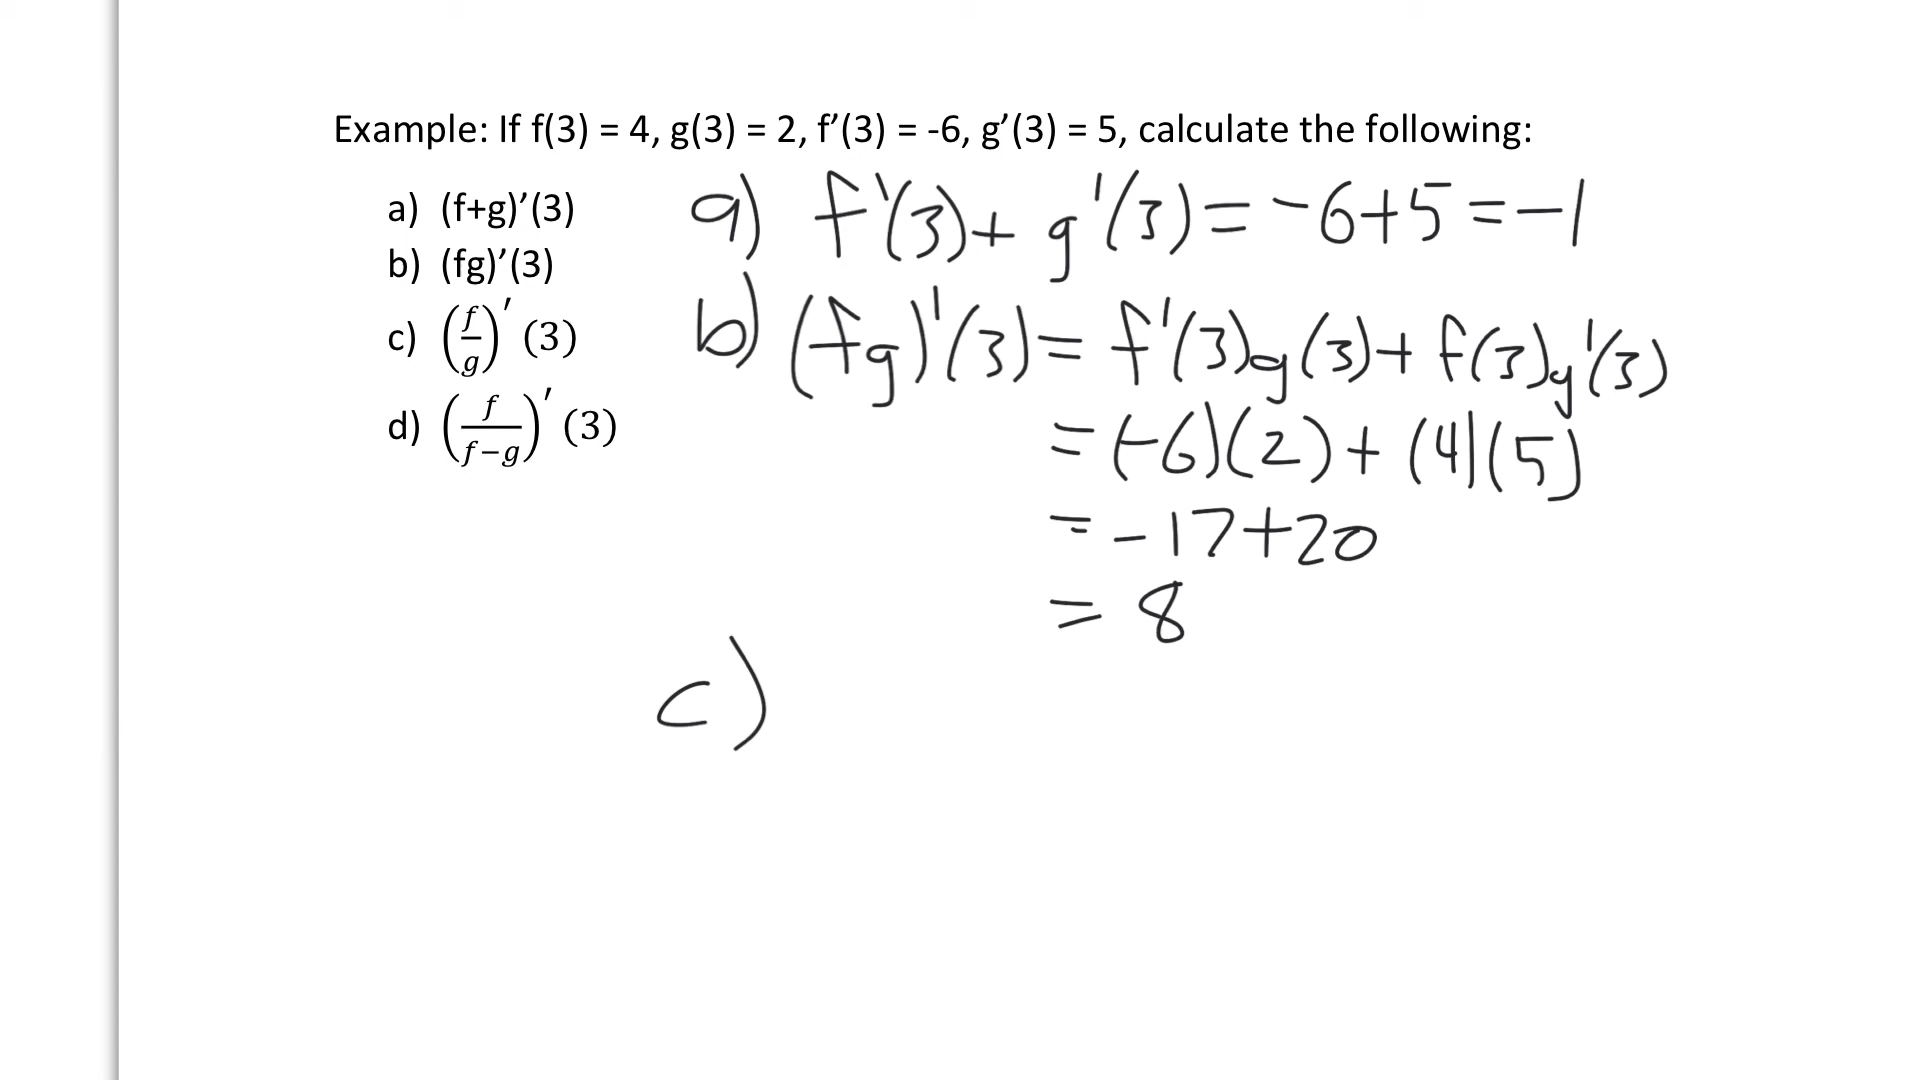 Example: If f(3) = 4, g(3) = 2, f’(3) = -6, g’(3) = 5, calculate the following:
a) (f+g)’(3)
b) (fg)’(3)
c) (f/g)′ (3)
d) (f/(f−g))′ (3)
a) f'(3) + g'(3) = -6+5 = -1
b) (fg)'(3) = f'(3)g(3) + f(3)g'(3)
= (-6)(2) + (4)(5)
= -17+20
= 8
c)